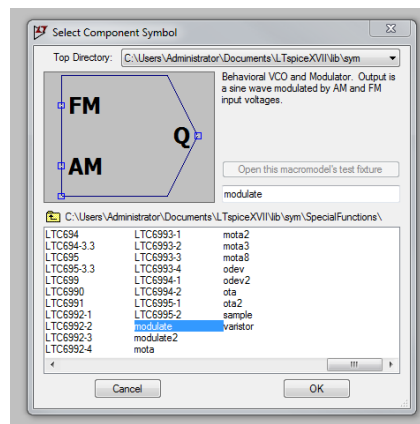 Select Component Symbol
Top Directory: C:\Users\Administrator\Documents\LTspiceXVII\lib\sym
FM
AM
Q
Behavioral VCO and Modulator. Output is
a sine wave modulated by AM and FM
input voltages.
Open this macromodel's test fixture
modulate
C:\Users\Administrator\Documents\LTspiceXVII\lib\sym\SpecialFunctions\
LTC694 LTC6993-1 mota2
LTC694-3.3 LTC6993-2 mota3
LTC695 LTC6993-3 mota8
LTC695-3.3 LTC6993-4 odev
LTC699 LTC6994-1 odev2
LTC6990 LTC6994-2 ota
LTC6991 LTC6995-1 ota2
LTC6992-1 LTC6995-2 sample
LTC6992-2 modulate varistor
LTC6992-3 modulate2
LTC6992-4 mota
Cancel OK